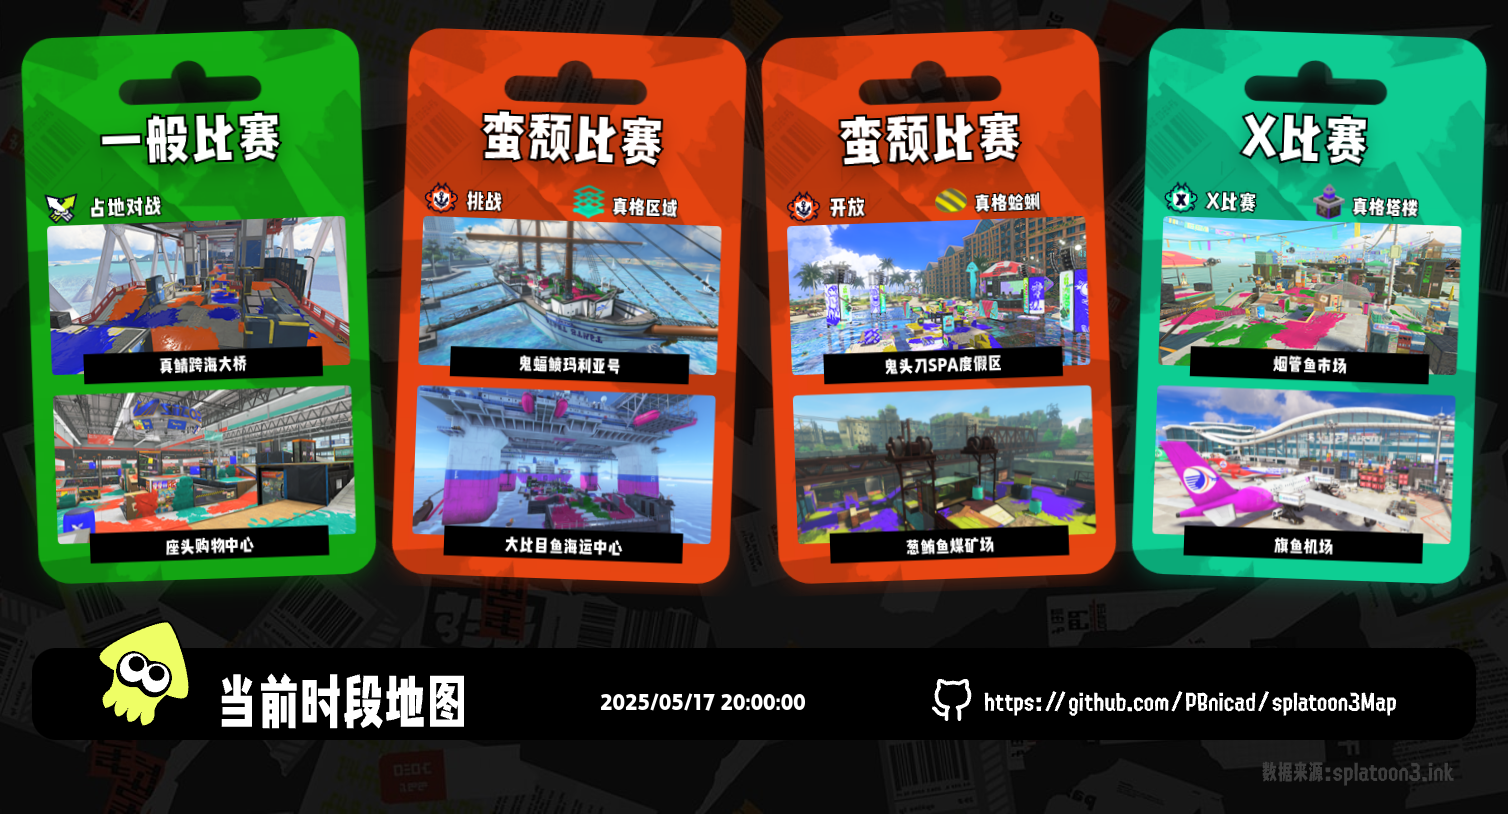 一般比赛
占地对战
真鲭跨海大桥
座头购物中心
蛮颓比赛
挑战
真格区域
鬼蝠鲼玛利亚号
大比目鱼海运中心
蛮颓比赛
开放
真格蛤蜊
鬼头刀SPA度假区
葱鲔鱼煤矿场
X比赛
X比赛
真格塔楼
烟管鱼市场
旗鱼机场
当前时段地图
2025/05/17 20:00:00
https://github.com/PBnicad/splatoon3Map
数据来源:splatoon3.ink